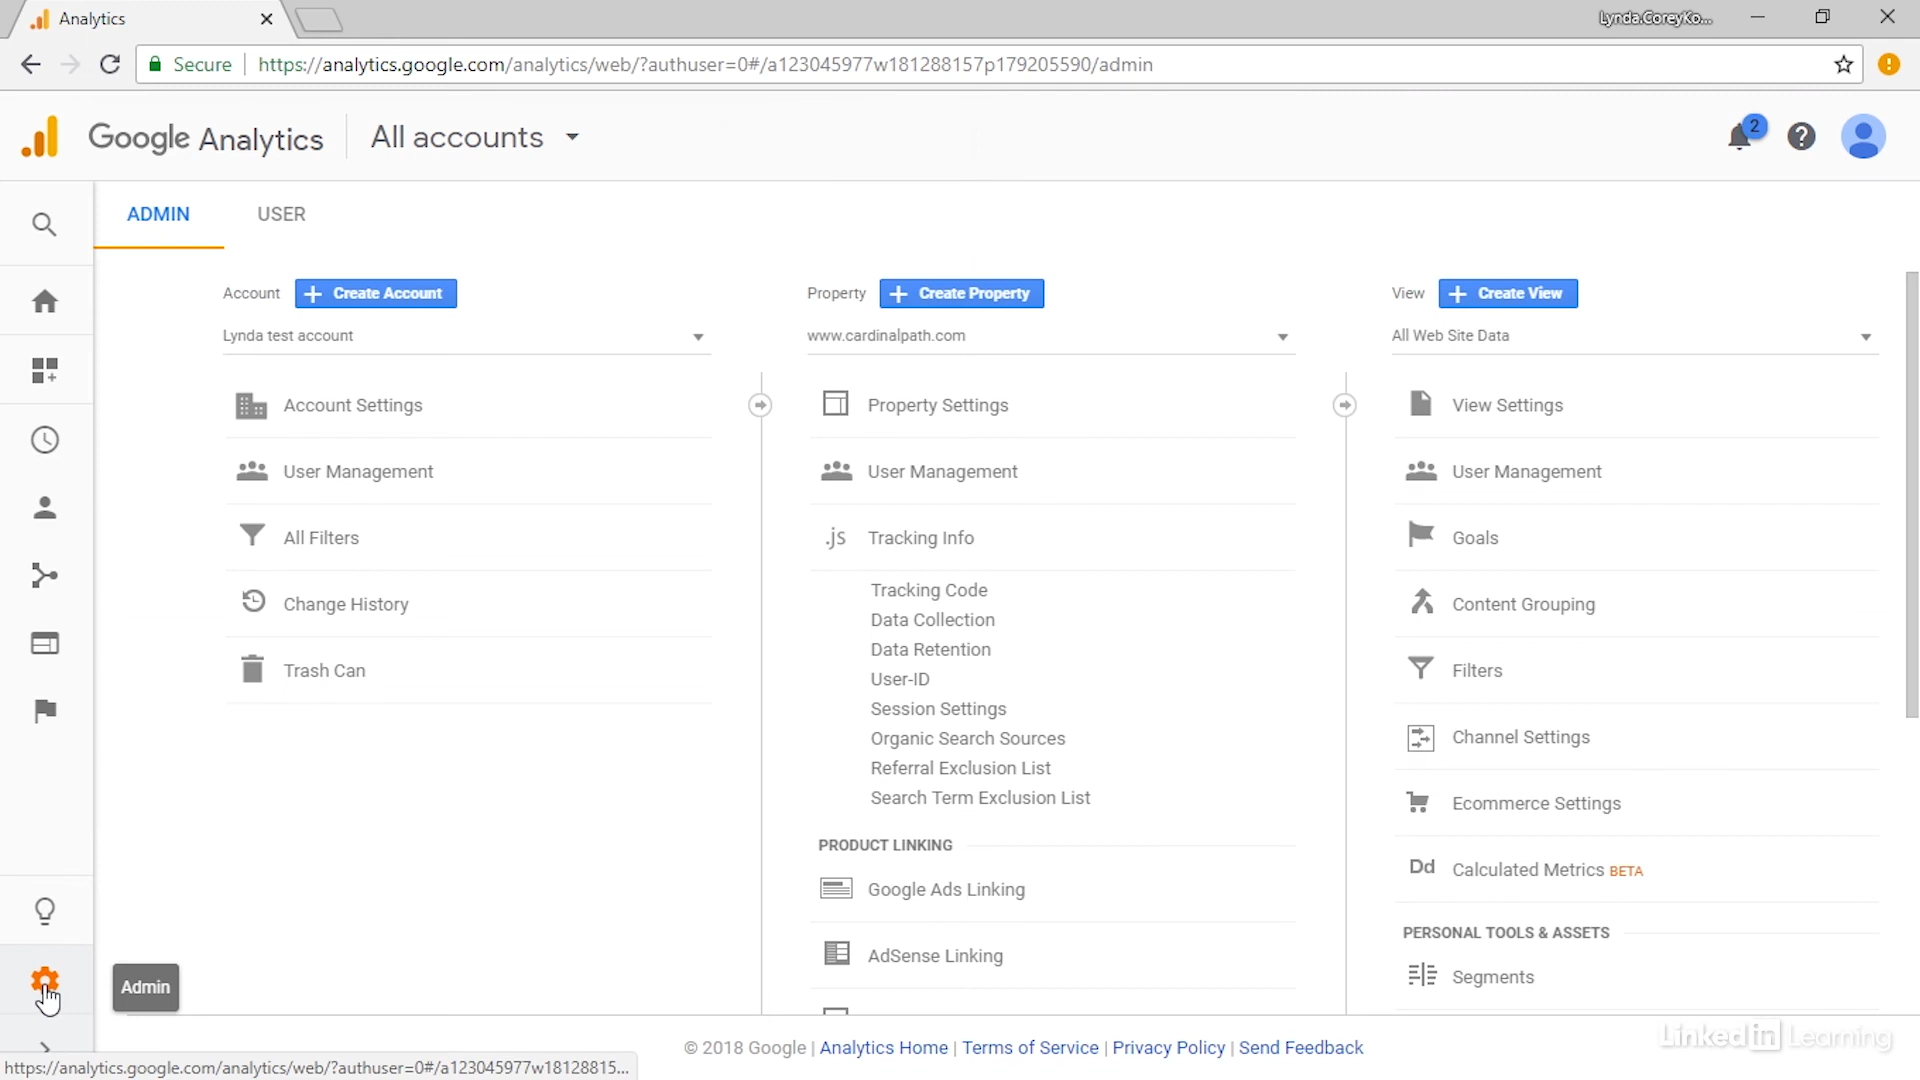 Analytics
Lynda.CoreyKo...
Secure
https://analytics.google.com/analytics/web/?authuser=0#/a123045977w181288157p179205590/admin
Google Analytics
All accounts
2
ADMIN
USER
Account
Create Account
Lynda test account
Account Settings
User Management
All Filters
Change History
Trash Can
Property
Create Property
www.cardinalpath.com
Property Settings
User Management
.js Tracking Info
Tracking Code
Data Collection
Data Retention
User-ID
Session Settings
Organic Search Sources
Referral Exclusion List
Search Term Exclusion List
PRODUCT LINKING
Google Ads Linking
AdSense Linking
View
Create View
All Web Site Data
View Settings
User Management
Goals
Content Grouping
Filters
Channel Settings
Ecommerce Settings
Dd Calculated Metrics BETA
PERSONAL TOOLS & ASSETS
Segments
Admin
© 2018 Google | Analytics Home | Terms of Service | Privacy Policy | Send Feedback
LinkedIn Learning
https://analytics.google.com/analytics/web/?authuser=0#/a123045977w18128815...